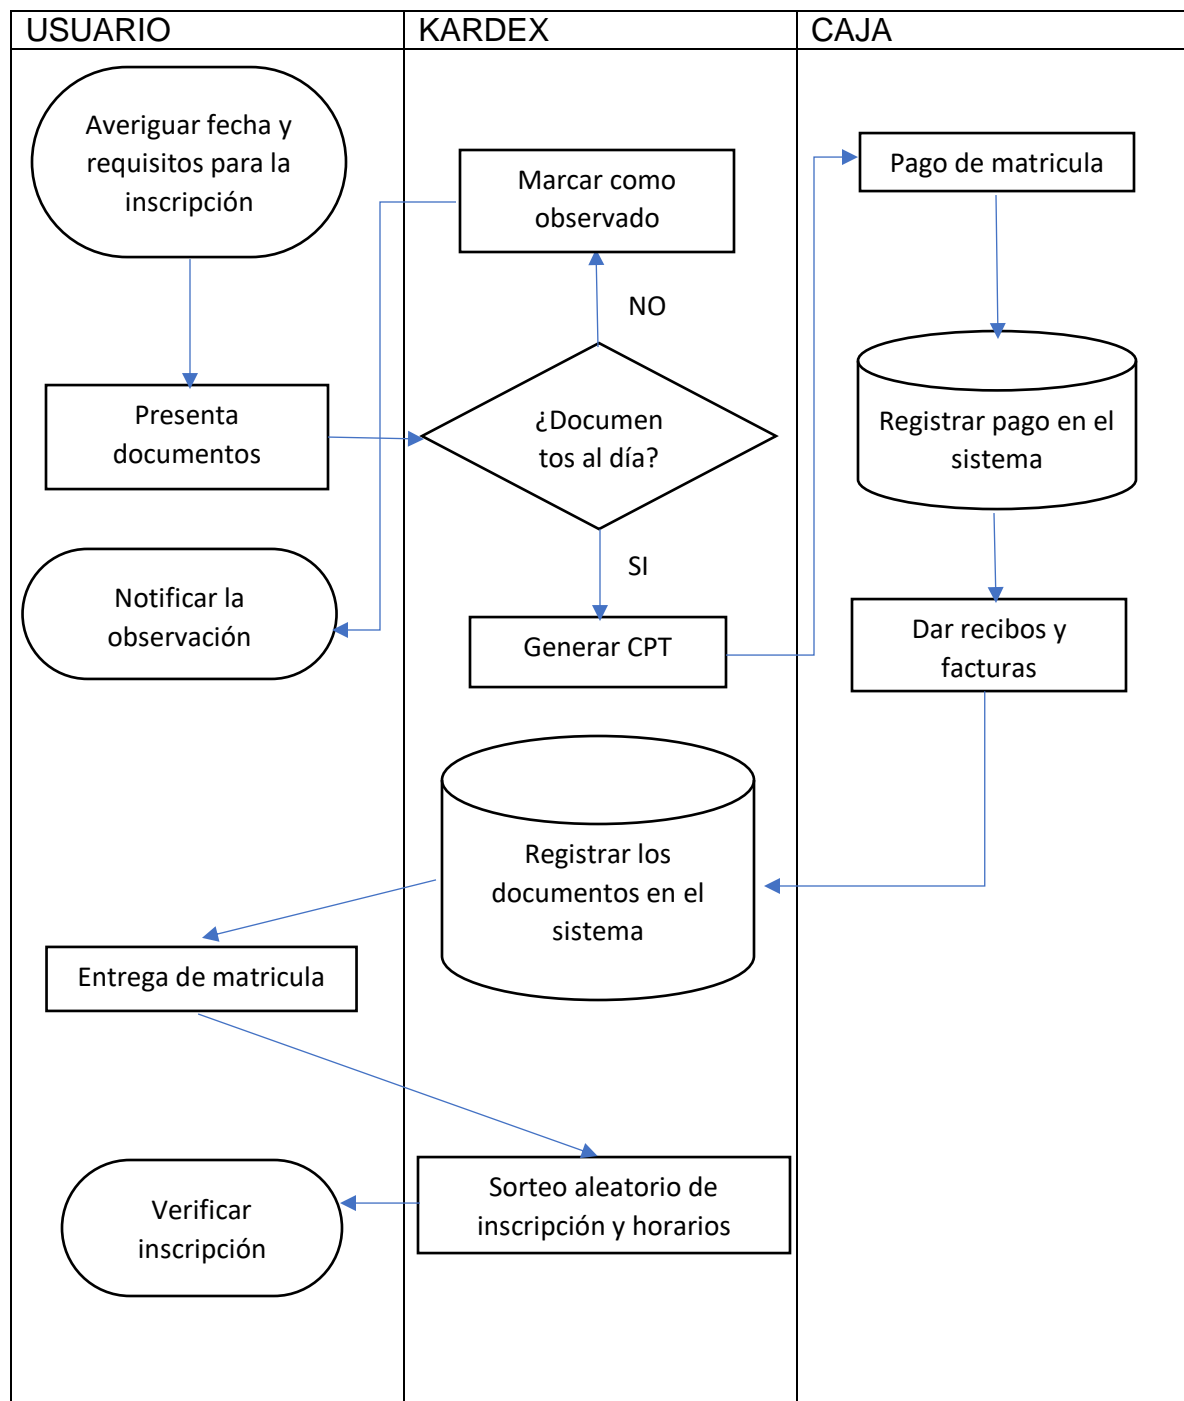 USUARIO
KARDEX
CAJA
Averiguar fecha y
requisitos para la
inscripción
Marcar como
observado
Pago de matricula
NO
Presenta
documentos
¿Documen
tos al día?
Registrar pago en el
sistema
SI
Notificar la
observación
Generar CPT
Dar recibos y
facturas
Registrar los
documentos en el
sistema
Entrega de matricula
Sorteo aleatorio de
inscripción y horarios
Verificar
inscripción